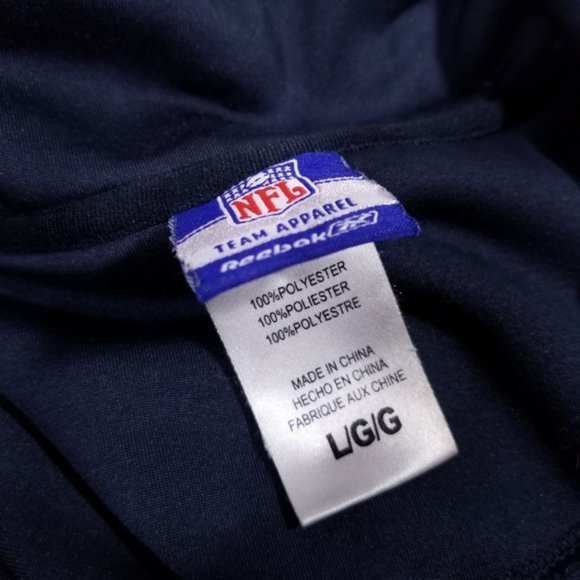 NFL
TEAM APPAREL
Reebok
100%POLYESTER
100%POLIESTER
100%POLYESTRE
MADE IN CHINA
HECHO EN CHINA
FABRIQUE AUX CHINE
L/G/G